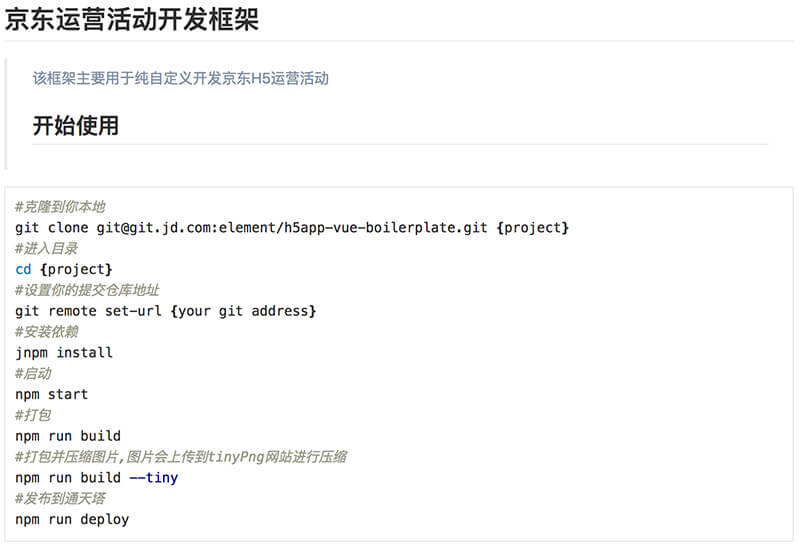 京东运营活动开发框架
该框架主要用于纯自定义开发京东H5运营活动
开始使用
#克隆到你本地
git clone git@git.jd.com:element/h5app-vue-boilerplate.git {project}
#进入目录
cd {project}
#设置你的提交仓库地址
git remote set-url {your git address}
#安装依赖
jnpm install
#启动
npm start
#打包
npm run build
#打包并压缩图片,图片会上传到tinyPng网站进行压缩
npm run build --tiny
#发布到通天塔
npm run deploy